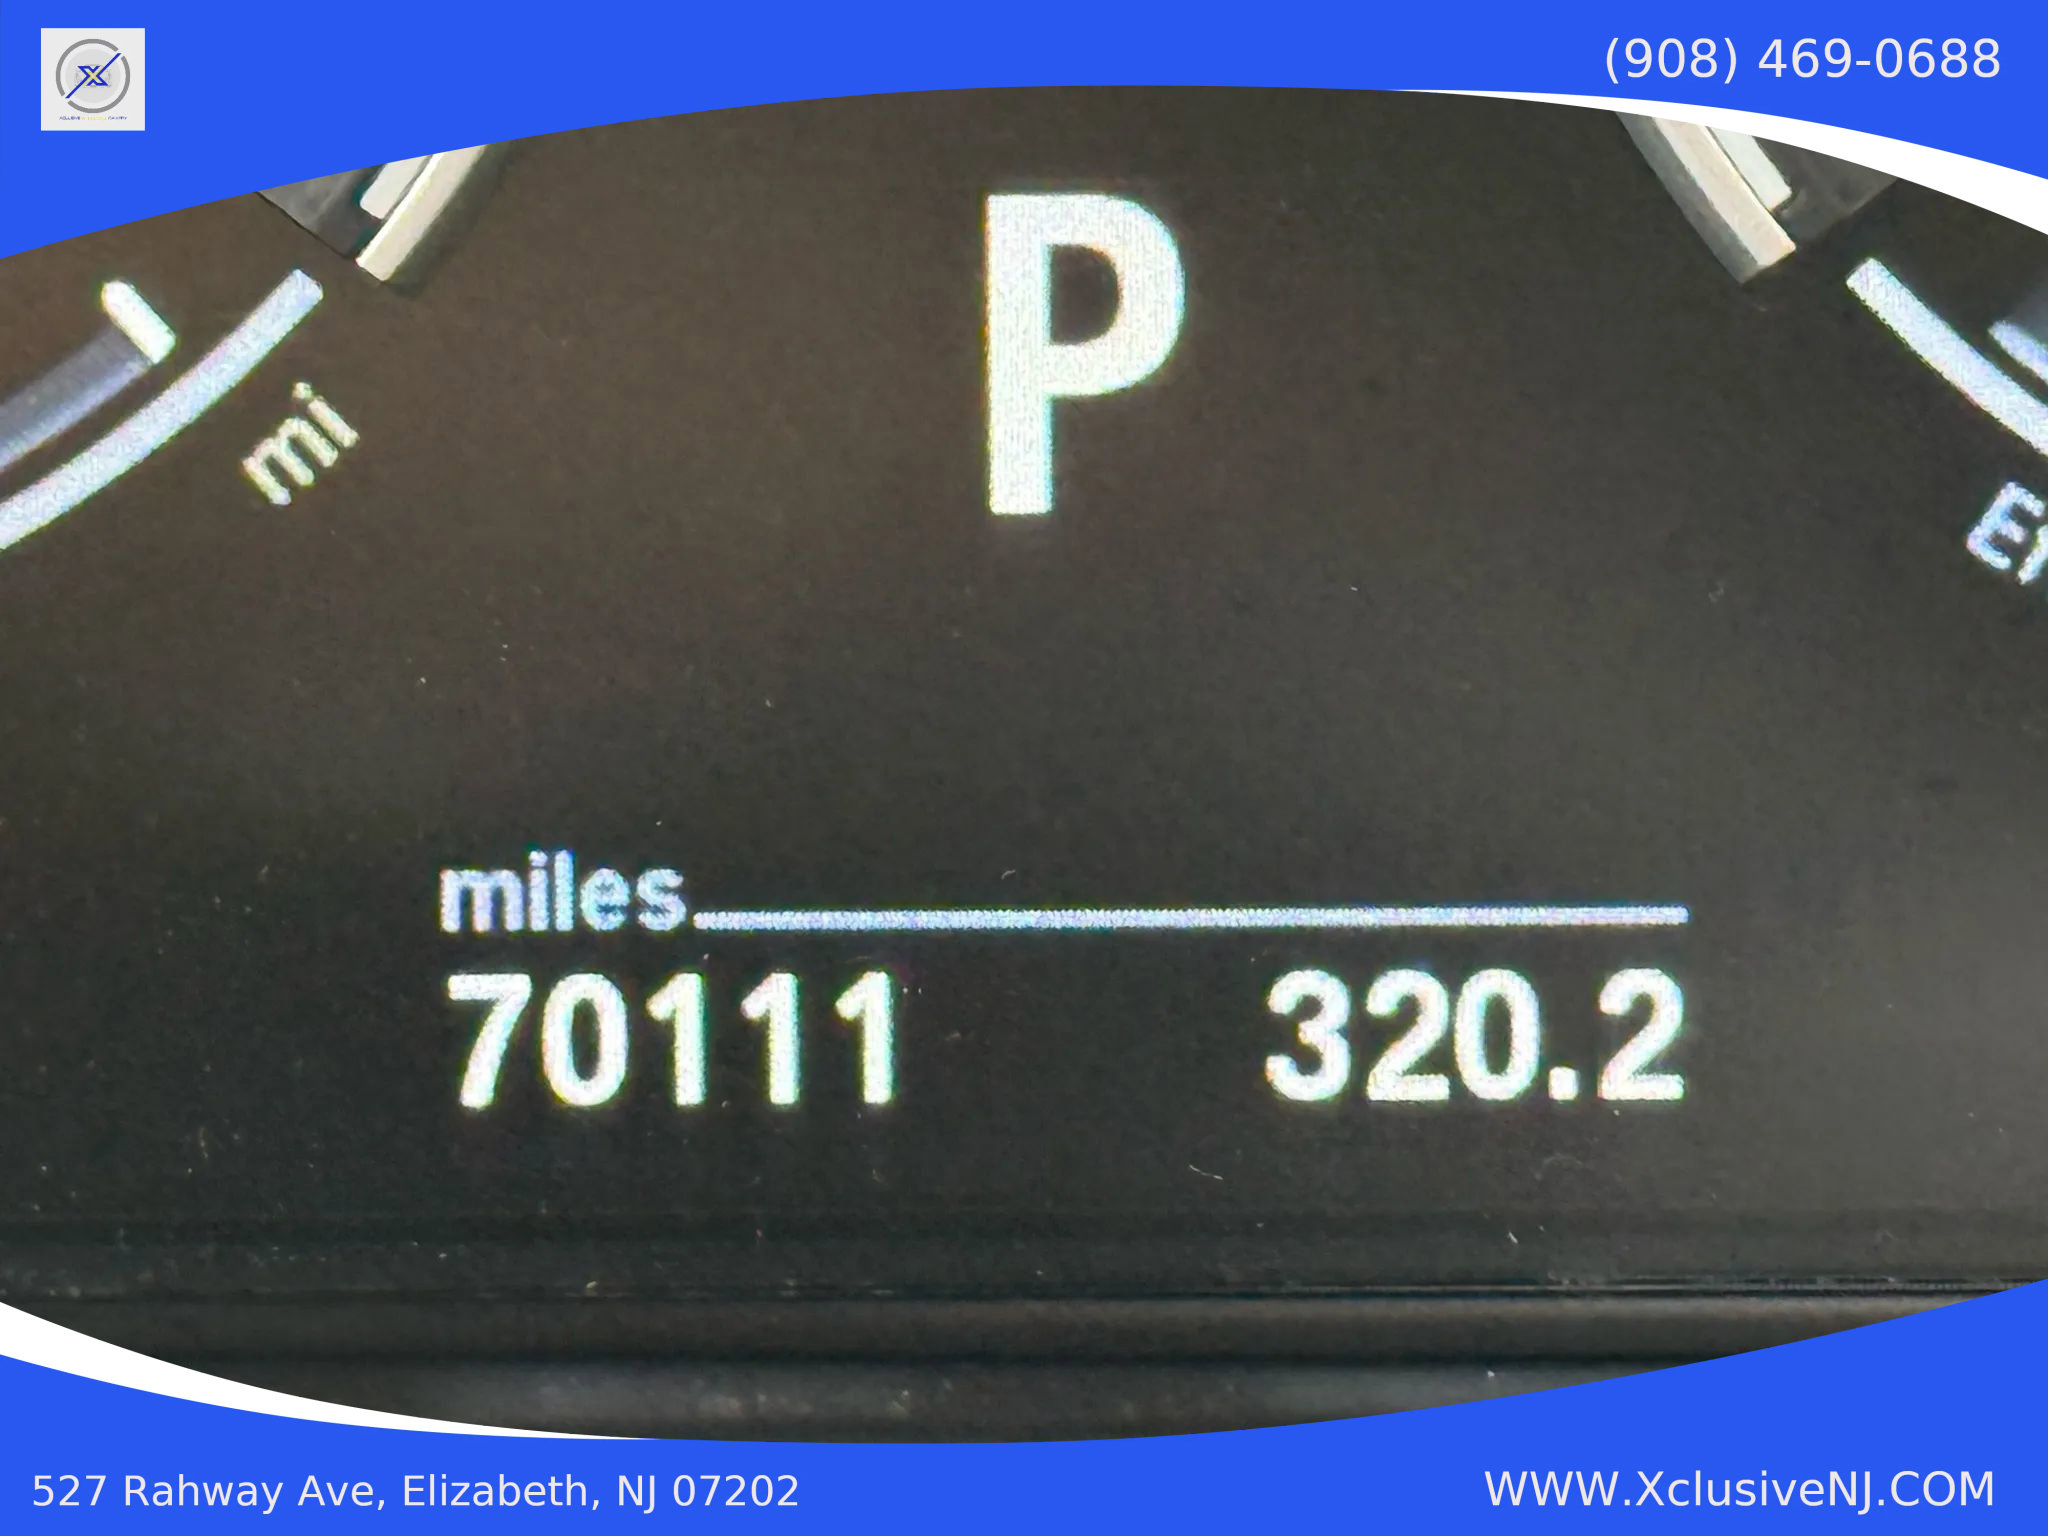 (908) 469-0688
P
mi
miles
70111 320.2
527 Rahway Ave, Elizabeth, NJ 07202
WWW.XclusiveNJ.COM